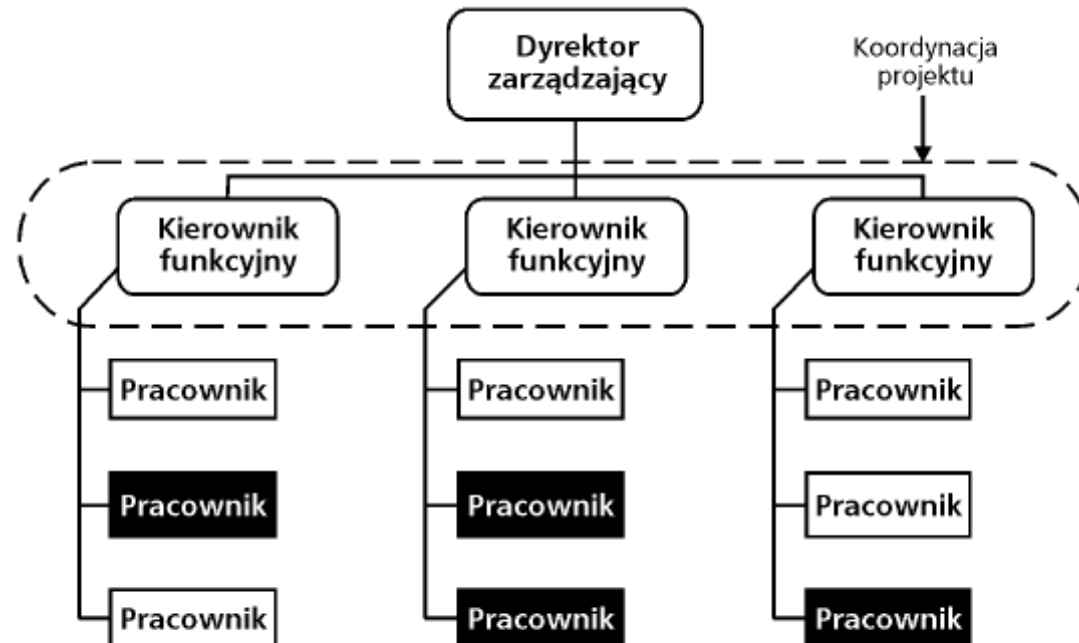 Dyrektor
zarządzający
Koordynacja
projektu
Kierownik
funkcyjny
Kierownik
funkcyjny
Kierownik
funkcyjny
Pracownik
Pracownik
Pracownik
Pracownik
Pracownik
Pracownik
Pracownik
Pracownik
Pracownik